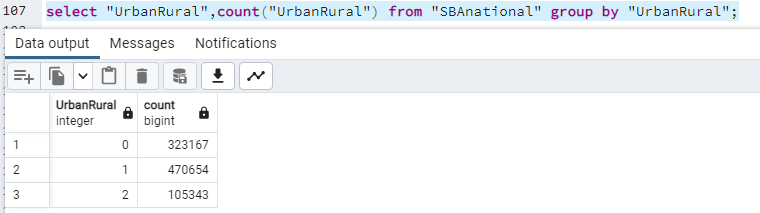 107 select "UrbanRural",count("UrbanRural") from "SBAnational" group by "UrbanRural";
Data output Messages Notifications
UrbanRural count
integer bigint
1 0 323167
2 1 470654
3 2 105343